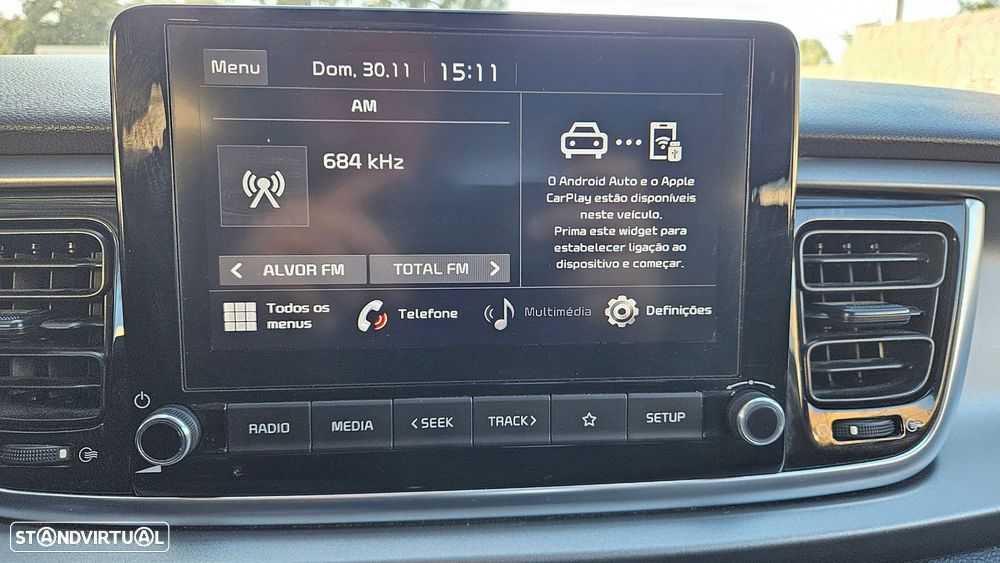 Menu Dom, 30.11 15:11
AM
684 kHz
< ALVOR FM TOTAL FM >
O Android Auto e o Apple
CarPlay estão disponíveis
neste veículo.
Prima este widget para
estabelecer ligação ao
dispositivo e começar.
Todos os
menus
Telefone
Multimédia
Definições
RADIO MEDIA <SEEK TRACK> SETUP
STANDVIRTUAL